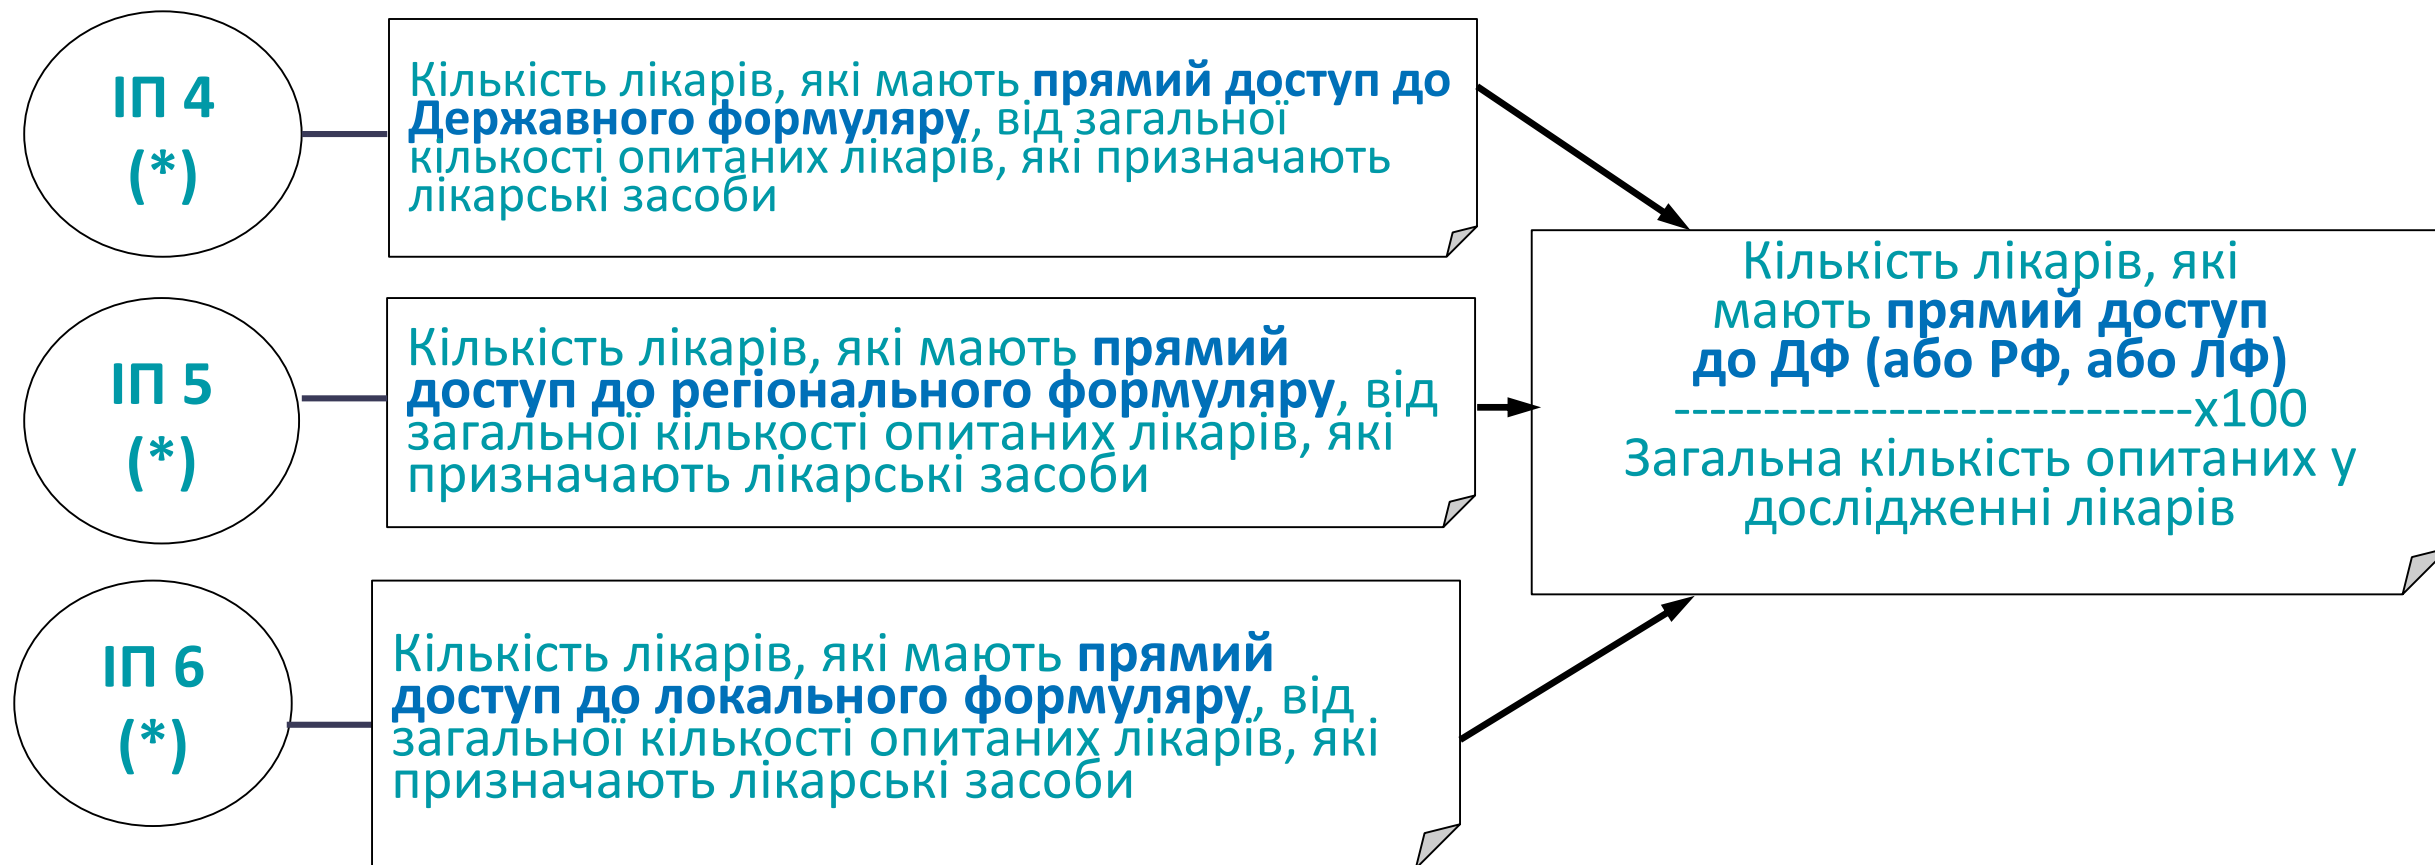 ІП 4
(*)
Кількість лікарів, які мають прямий доступ до
Державного формуляру, від загальної
кількості опитаних лікарів, які призначають
лікарські засоби
ІП 5
(*)
Кількість лікарів, які мають прямий
доступ до регіонального формуляру, від
загальної кількості опитаних лікарів, які
призначають лікарські засоби
ІП 6
(*)
Кількість лікарів, які мають прямий
доступ до локального формуляру, від
загальної кількості опитаних лікарів, які
призначають лікарські засоби
Кількість лікарів, які
мають прямий доступ
до ДФ (або РФ, або ЛФ)
-----------------------------х100
Загальна кількість опитаних у
дослідженні лікарів